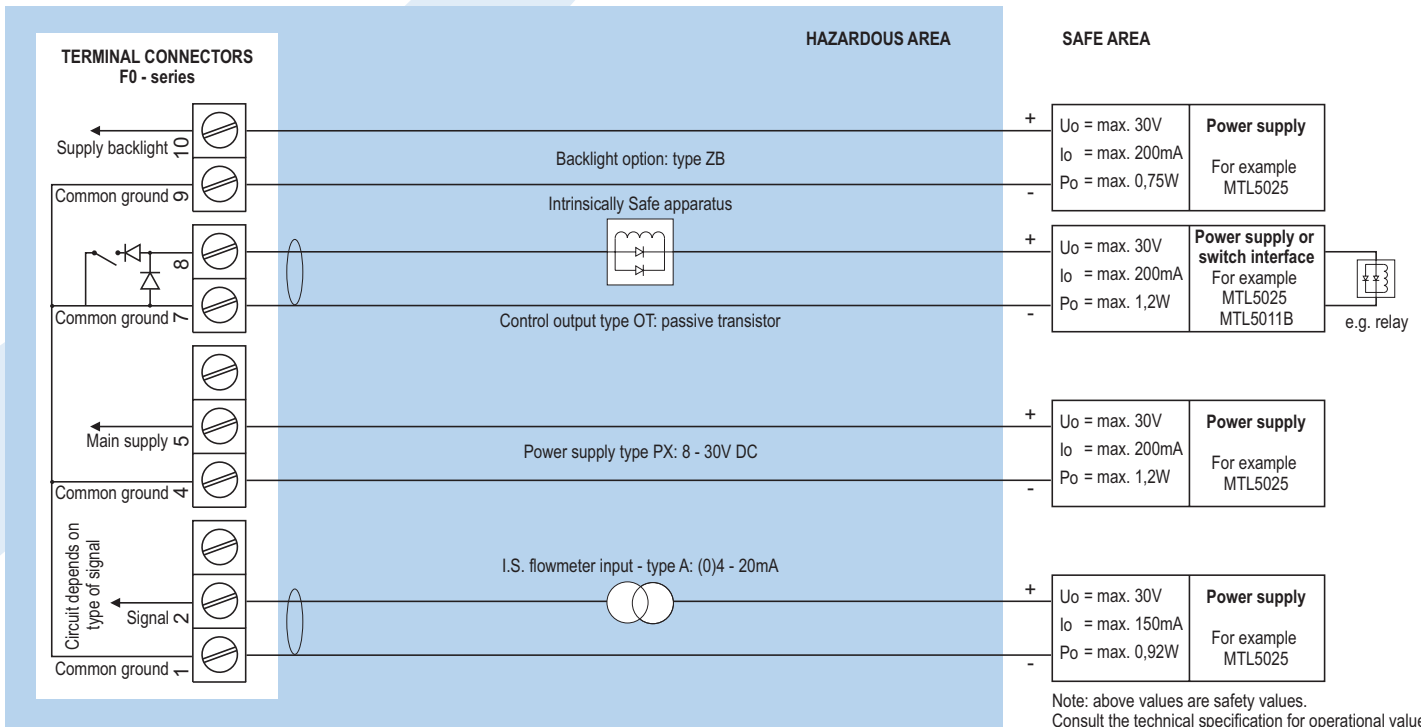 HAZARDOUS AREA
SAFE AREA
TERMINAL CONNECTORS
F0 - series
Supply backlight 10
Common ground 9
8
Common ground 7
Main supply 5
Common ground 4
Circuit depends on
type of signal
Signal 2
Common ground 1
Backlight option: type ZB
Intrinsically Safe apparatus
Control output type OT: passive transistor
Power supply type PX: 8 - 30V DC
I.S. flowmeter input - type A: (0)4 - 20mA
+
-
Uo = max. 30V
Io = max. 200mA
Po = max. 0,75W
Power supply
For example
MTL5025
+
-
Uo = max. 30V
Io = max. 200mA
Po = max. 1,2W
Power supply or
switch interface
For example
MTL5025
MTL5011B
e.g. relay
+
-
Uo = max. 30V
Io = max. 200mA
Po = max. 1,2W
Power supply
For example
MTL5025
+
-
Uo = max. 30V
Io = max. 150mA
Po = max. 0,92W
Power supply
For example
MTL5025
Note: above values are safety values.
Consult the technical specification for operational value